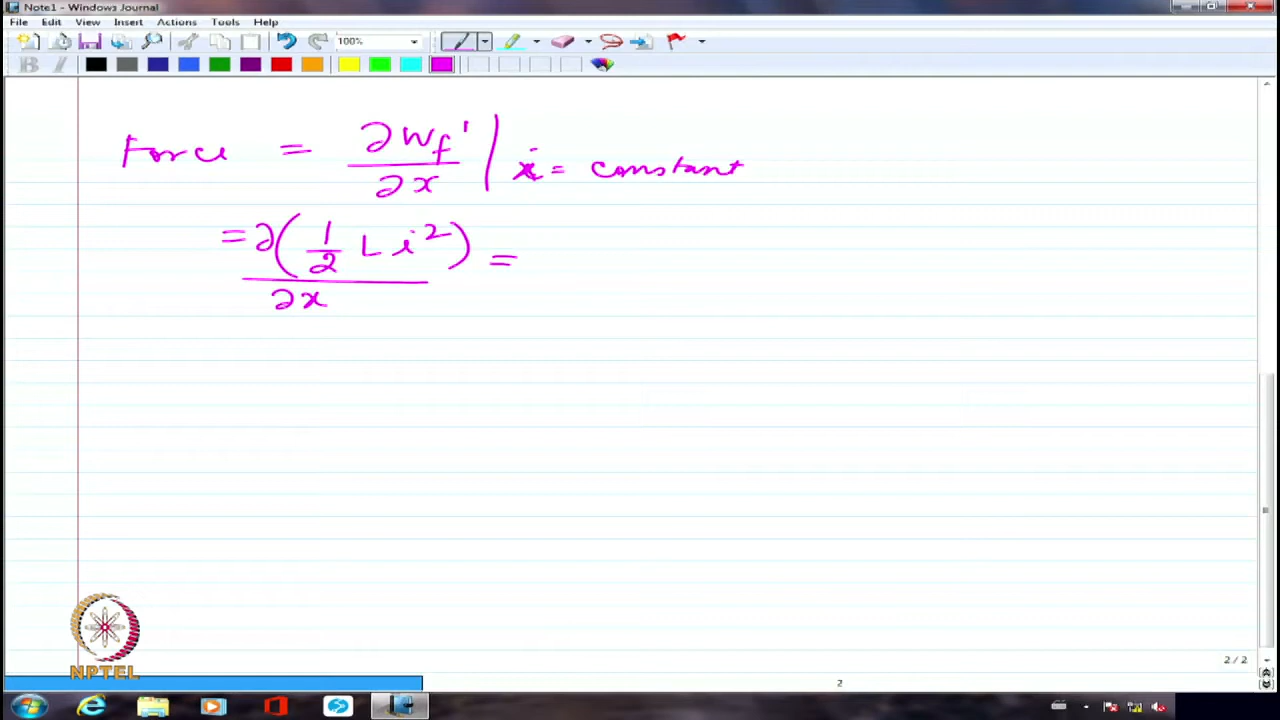 Note1 - Windows Journal
File Edit View Insert Actions Tools Help
100%
B I
Force = ∂Wf' / ∂x | i = constant
= ∂(1/2 L i²) / ∂x =
2 / 2
NPTEL
2